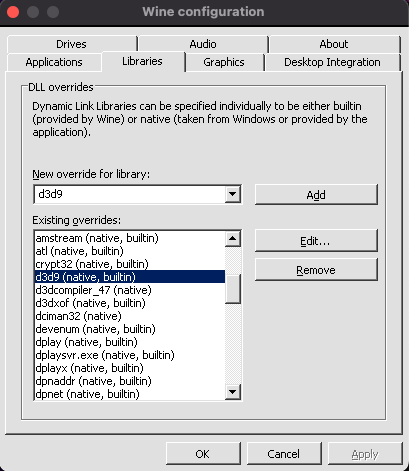 Wine configuration
Drives
Audio
About
Applications
Libraries
Graphics
Desktop Integration
DLL overrides
Dynamic Link Libraries can be specified individually to be either builtin
(provided by Wine) or native (taken from Windows or provided by the
application).
New override for library:
d3d9
Add
Existing overrides:
amstream (native, builtin)
atl (native, builtin)
crypt32 (native, builtin)
d3d9 (native, builtin)
d3dcompiler_47 (native)
d3dxof (native, builtin)
dciman32 (native)
devenum (native, builtin)
dplay (native, builtin)
dplaysvr.exe (native, builtin)
dplayx (native, builtin)
dpnaddr (native, builtin)
dpnet (native, builtin)
Edit...
Remove
OK
Cancel
Apply